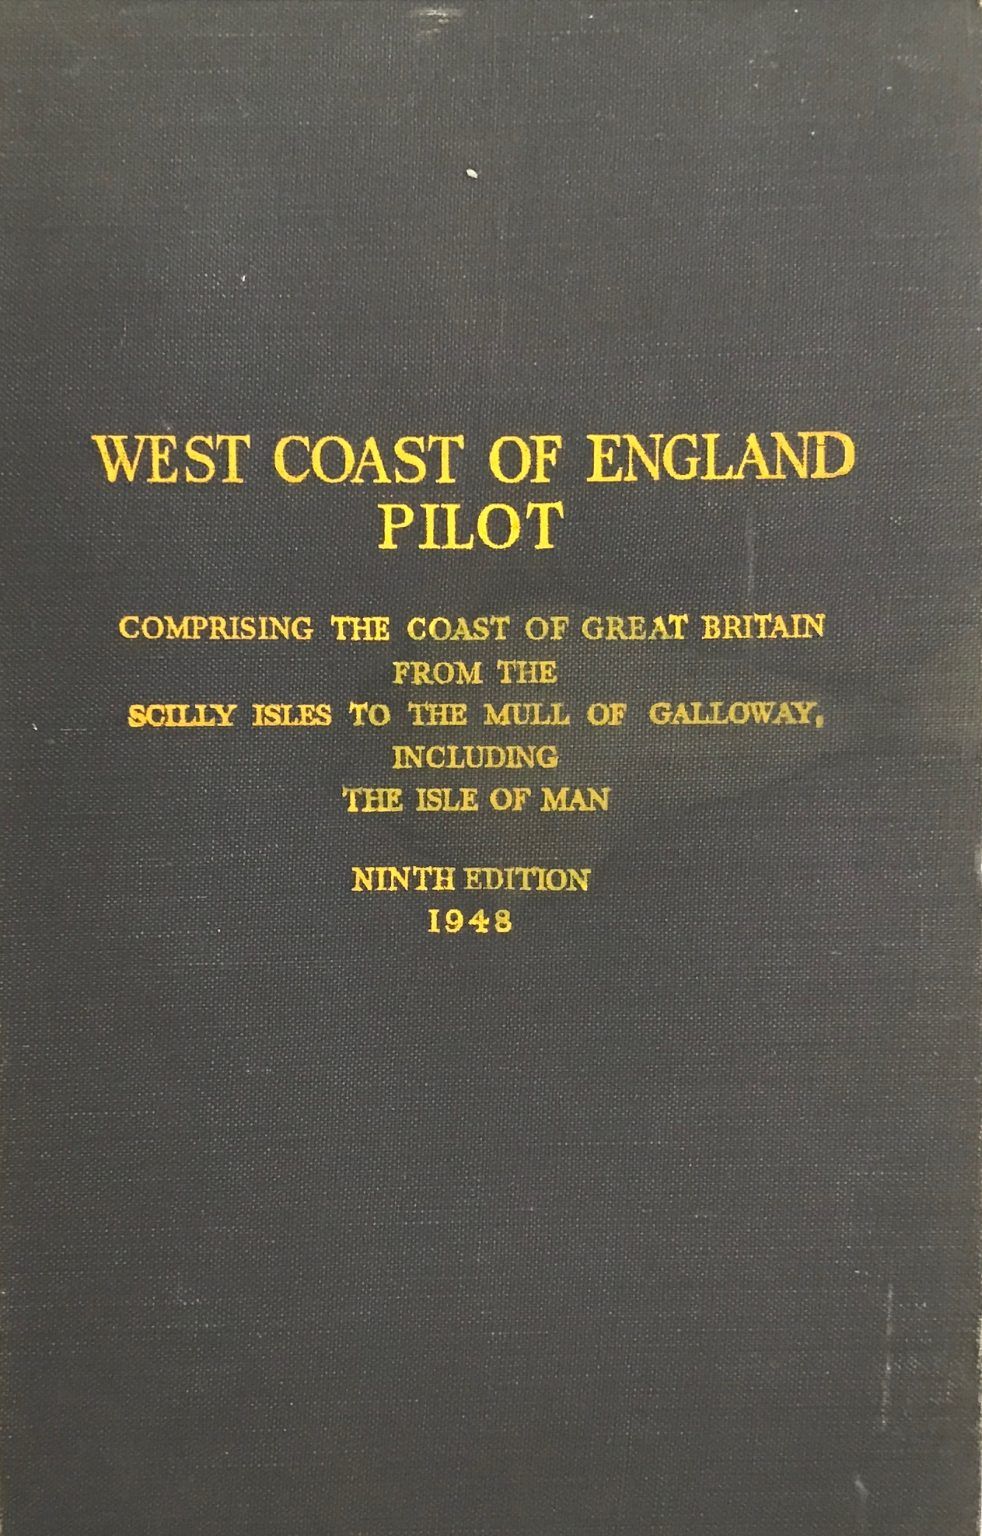 WEST COAST OF ENGLAND
PILOT
COMPRISING THE COAST OF GREAT BRITAIN
FROM THE
SCILLY ISLES TO THE MULL OF GALLOWAY,
INCLUDING
THE ISLE OF MAN
NINTH EDITION
1948